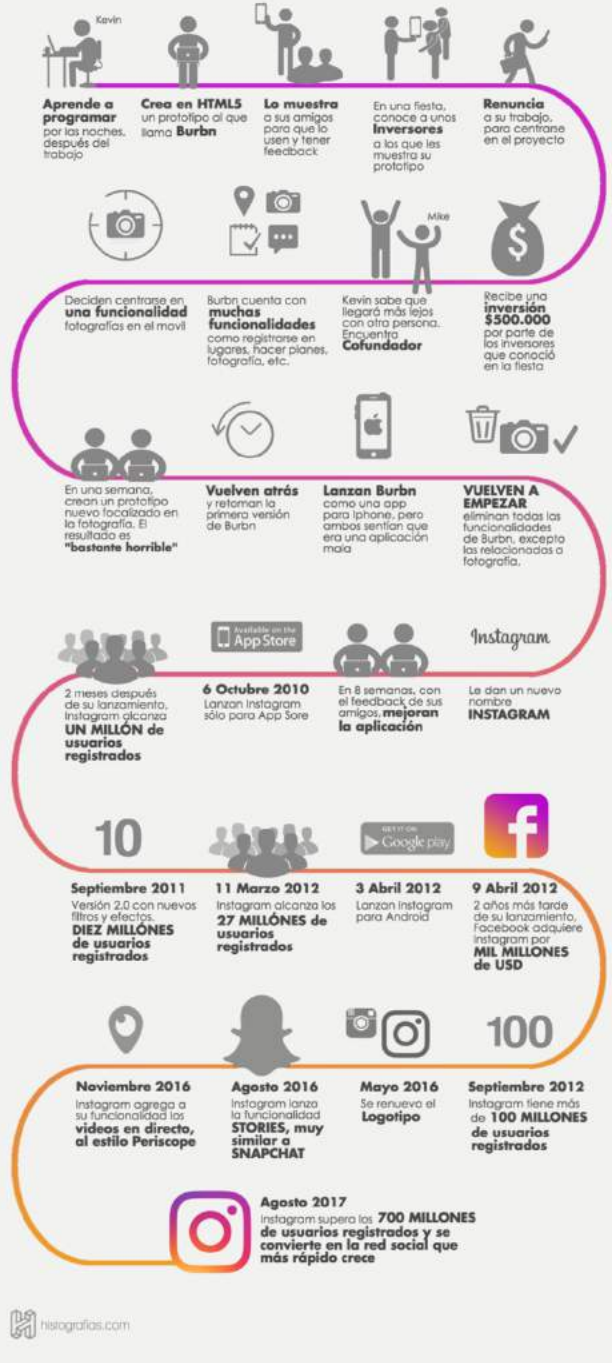 Kevin
Aprende a
programar
por las noches,
después del
trabajo
Crea en HTML5
un prototipo al que
llama Burbn
Lo muestra
a sus amigos
para que lo
usen y tener
feedback
En una fiesta,
conoce a unos
Inversores
a los que les
muestra su
prototipo
Renuncia
a su trabajo,
para centrarse
en el proyecto
$
Recibe una
inversión
$500.000
por parte de
los inversores
que conoció
en la fiesta
Mike
Kevin sabe que
llegará más lejos
con otra persona.
Encuentra
Cofundador
Burbn cuenta con
muchas
funcionalidades
como registrarse en
lugares, hacer planes,
fotografía, etc.
Deciden centrarse en
una funcionalidad
fotografías en el movil
En una semana,
crean un prototipo
nuevo focalizado en
la fotografía. El
resultado es
"bastante horrible"
Vuelven atrás
y retoman la
primera versión
de Burbn
Lanzan Burbn
como una app
para Iphone, pero
ambos sentían que
era una aplicación
mala
VUELVEN A
EMPEZAR
eliminan todas las
funcionalidades
de Burbn, excepto
las relacionadas a
fotografía.
Instagram
Le dan un nuevo
nombre
INSTAGRAM
En 8 semanas, con
el feedback de sus
amigos, mejoran
la aplicación
Available on the
App Store
6 Octubre 2010
Lanzan Instagram
sólo para App Sore
2 meses después
de su lanzamiento,
Instagram alcanza
UN MILLÓN de
usuarios
registrados
10
Septiembre 2011
Versión 2.0 con nuevos
filtros y efectos.
DIEZ MILLÓNES
de usuarios
registrados
11 Marzo 2012
Instagram alcanza los
27 MILLÓNES de
usuarios
registrados
GET IT ON
Google play
3 Abril 2012
Lanzan Instagram
para Android
f
9 Abril 2012
2 años más tarde
de su lanzamiento,
Facebook adquiere
Instagram por
MIL MILLONES
de USD
100
Septiembre 2012
Instagram tiene más
de 100 MILLONES
de usuarios
registrados
Mayo 2016
Se renueva el
Logotipo
Agosto 2016
Instagram lanza
la funcionalidad
STORIES, muy
similar a
SNAPCHAT
Noviembre 2016
Instagram agrega a
su funcionalidad los
videos en directo,
al estilo Periscope
Agosto 2017
Instagram supera los 700 MILLONES
de usuarios registrados y se
convierte en la red social que
más rápido crece
histografias.com